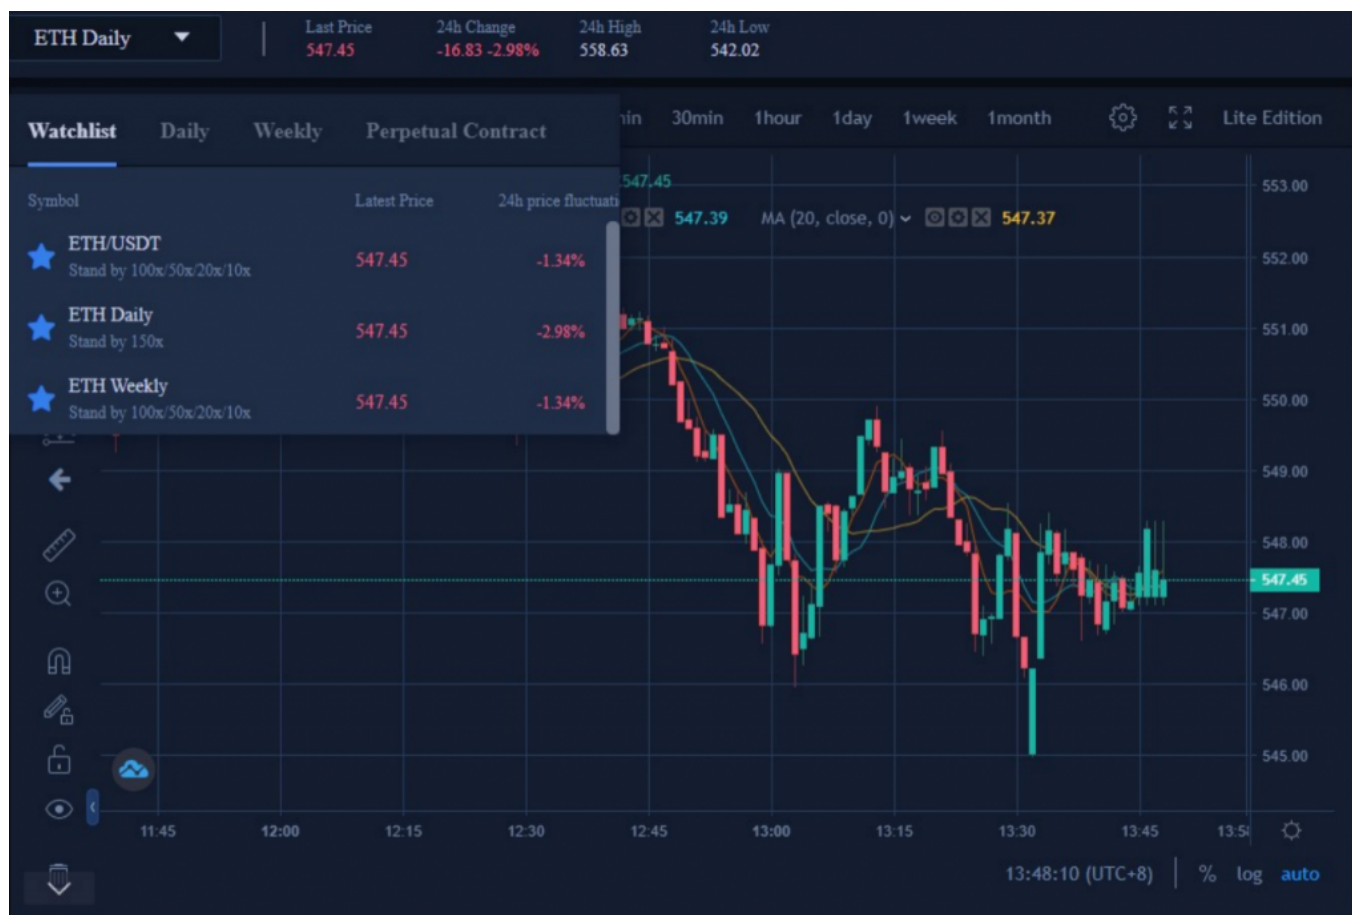 ETH Daily
Last Price 24h Change 24h High 24h Low
547.45 -16.83 -2.98% 558.63 542.02
Watchlist Daily Weekly Perpetual Contract
30min 1hour 1day 1week 1month Lite Edition
Symbol Latest Price 24h price fluctuati
547.45
547.39 MA (20, close, 0) 547.37
ETH/USDT
Stand by 100x/50x/20x/10x
547.45 -1.34%
ETH Daily
Stand by 150x
547.45 -2.98%
ETH Weekly
Stand by 100x/50x/20x/10x
547.45 -1.34%
553.00
552.00
551.00
550.00
549.00
548.00
547.45
547.00
546.00
545.00
11:45 12:00 12:15 12:30 12:45 13:00 13:15 13:30 13:45
13:48:10 (UTC+8) % log auto